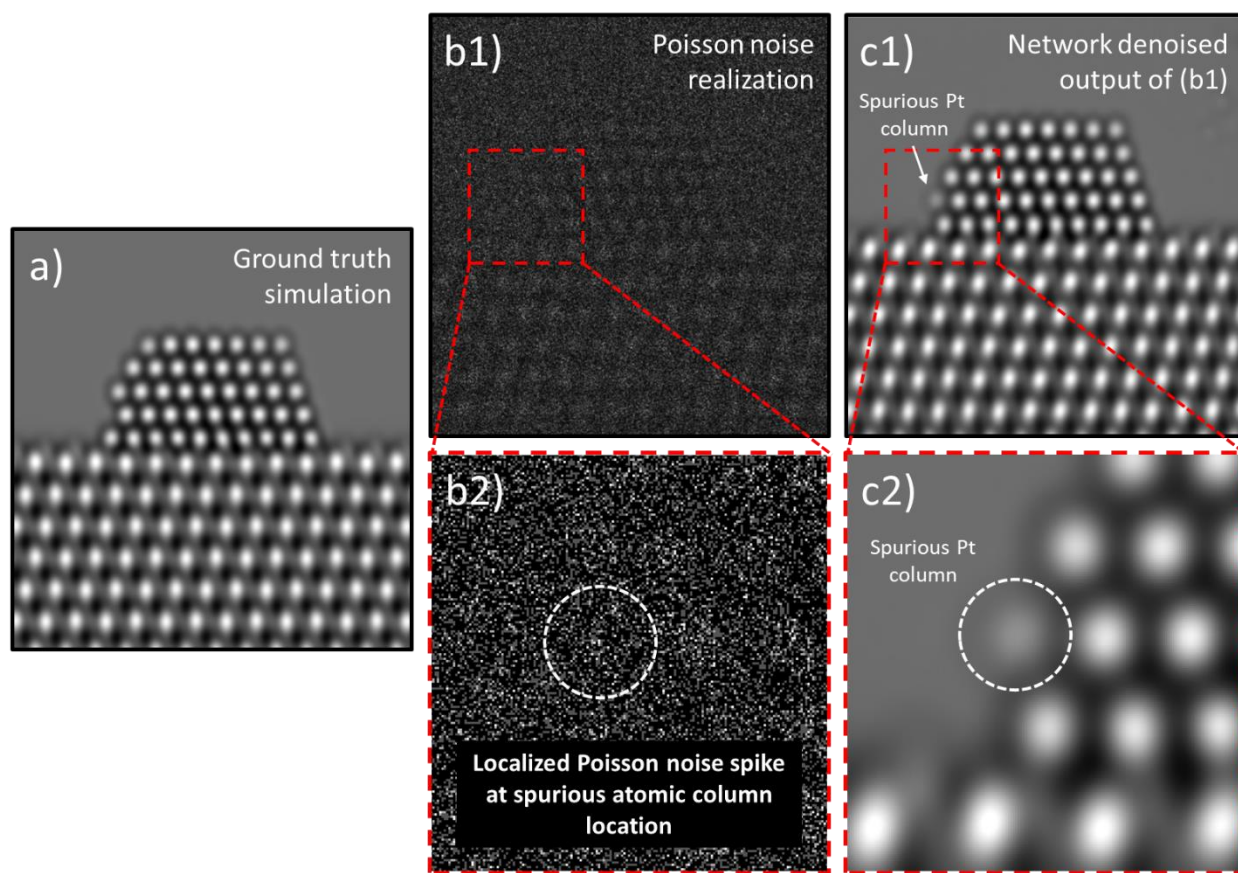 a)
Ground truth
simulation
b1)
Poisson noise
realization
c1)
Network denoised
output of (b1)
Spurious Pt
column
b2)
Localized Poisson noise spike
at spurious atomic column
location
c2)
Spurious Pt
column